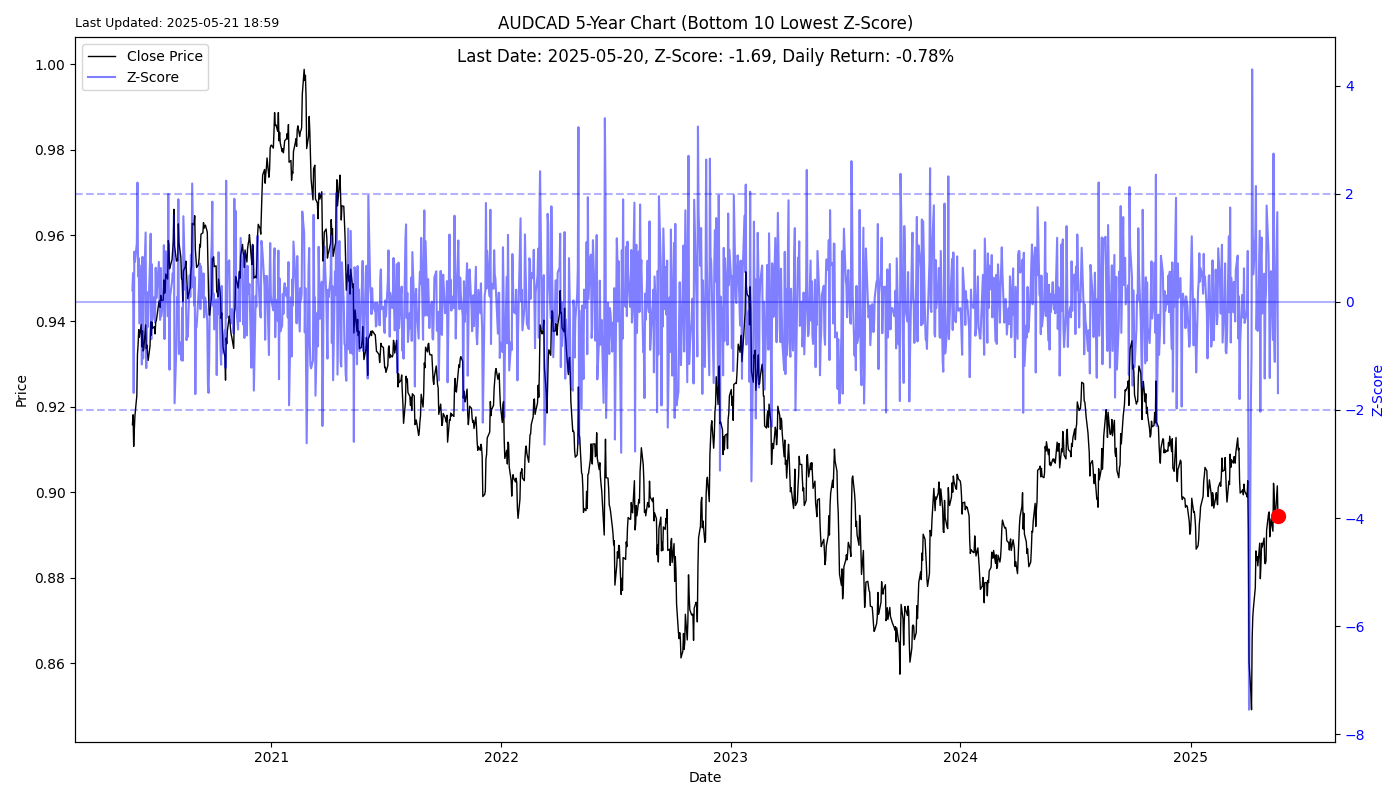 Last Updated: 2025-05-21 18:59
AUDCAD 5-Year Chart (Bottom 10 Lowest Z-Score)
Last Date: 2025-05-20, Z-Score: -1.69, Daily Return: -0.78%
Close Price
Z-Score
1.00
0.98
0.96
0.94
0.92
0.90
0.88
0.86
Price
4
2
0
−2
−4
−6
−8
Z-Score
2021 2022 2023 2024 2025
Date